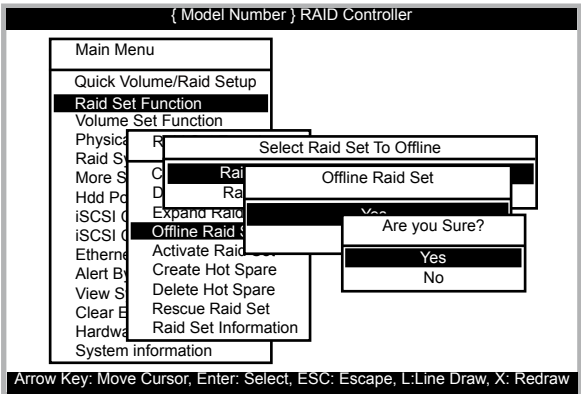 { Model Number } RAID Controller
Main Menu
Quick Volume/Raid Setup
Raid Set Function
Volume Set Function
Physica
Raid Sy
More S
Hdd Po
iSCSI
iSCSI
Etherne
Alert By
View S
Clear E
Hardwa
System information
R
C
D
Expand Raid
Offline Raid
Activate Raid
Create Hot Spare
Delete Hot Spare
Rescue Raid Set
Raid Set Information
Select Raid Set To Offline
Rai
Ra
Offline Raid Set
Yes
Are you Sure?
Yes
No
Arrow Key: Move Cursor, Enter: Select, ESC: Escape, L:Line Draw, X: Redraw